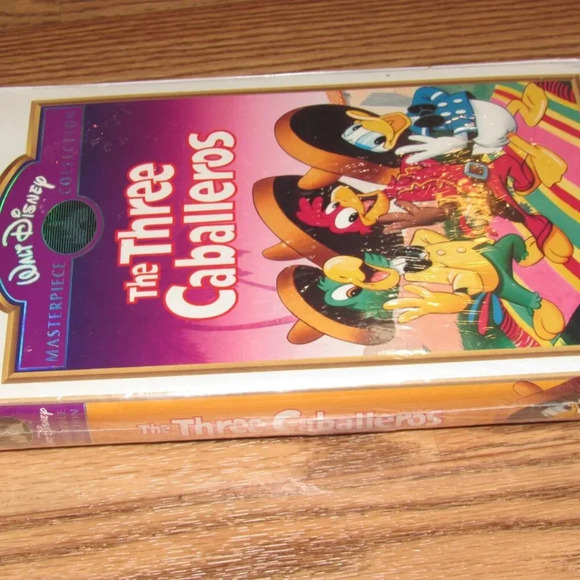 WALT DISNEY
MASTERPIECE COLLECTION
The Three
Caballeros
The Three Caballeros